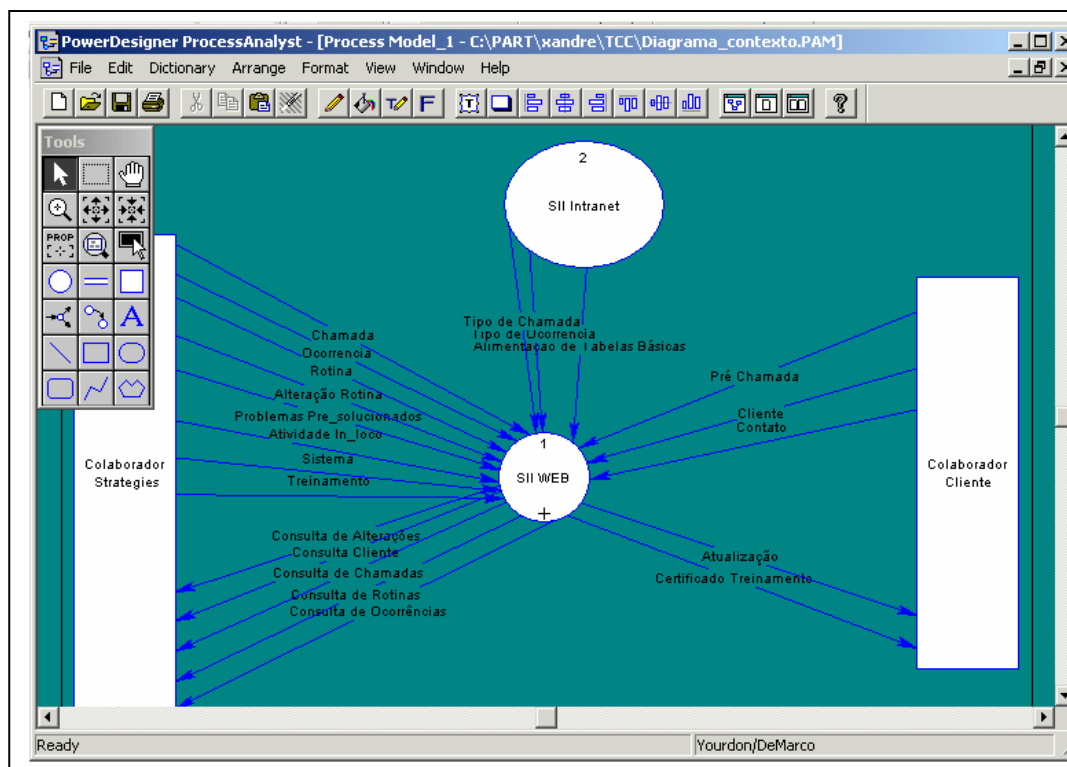 PowerDesigner ProcessAnalyst - [Process Model_1 - C:\PART\xandre\TCC\Diagrama_contexto.PAM]
File Edit Dictionary Arrange Format View Window Help
Tools
PROP
2
SII Intranet
Tipo de Chamada
Tipo de Ocorrencia
Alimentação de Tabelas Básicas
Chamada
Ocorrencia
Rotina
Alteração Rotina
Problemas Pre_solucionados
Atividade In_loco
Sistema
Treinamento
Colaborador
Strategies
1
SII WEB
+
Pré Chamada
Cliente
Contato
Colaborador
Cliente
Consulta de Alterações
Consulta Cliente
Consulta de Chamadas
Consulta de Rotinas
Consulta de Ocorrências
Atualização
Certificado Treinamento
Ready
Yourdon/DeMarco